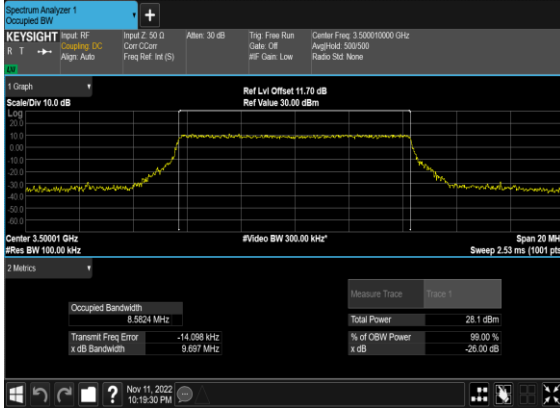 Spectrum Analyzer 1
Occupied BW
+
KEYSIGHT Input: RF Input Z: 50 Ω Atten: 30 dB Trig: Free Run Center Freq: 3.500010000 GHz
R T Coupling: DC Corr CCorr Gate: Off Avg|Hold: 500/500
Align: Auto Freq Ref: Int (S) #IF Gain: Low Radio Std: None
1 Graph
Ref Lvl Offset 11.70 dB
Scale/Div 10.0 dB Ref Value 30.00 dBm
Log
20.0
10.0
0.00
-10.0
-20.0
-30.0
-40.0
-50.0
-60.0
Center 3.50001 GHz #Video BW 300.00 kHz* Span 20 MH
#Res BW 100.00 kHz Sweep 2.53 ms (1001 pts
2 Metrics
Measure Trace Trace 1
Occupied Bandwidth
8.5824 MHz Total Power 28.1 dBm
Transmit Freq Error -14.098 kHz % of OBW Power 99.00 %
x dB Bandwidth 9.697 MHz x dB -26.00 dB
?
Nov 11, 2022
10:19:30 PM